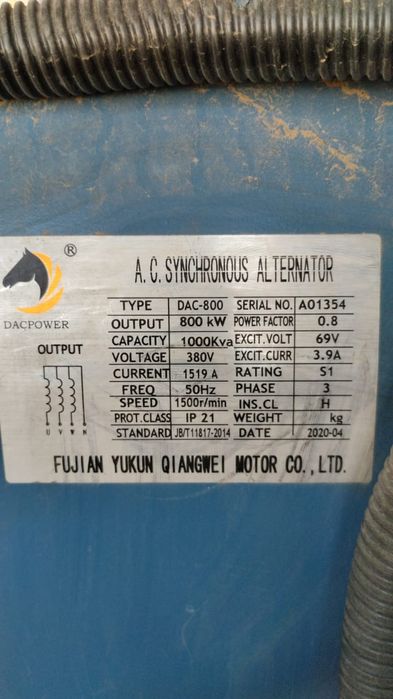 ®
A.C.SYNCHRONOUS ALTERNATOR
DACPOWER
TYPE DAC-800 SERIAL NO. A01354
OUTPUT 800 kW POWER FACTOR 0.8
CAPACITY 1000Kva EXCIT.VOLT 69V
VOLTAGE 380V EXCIT.CURR 3.9A
CURRENT 1519 A RATING S1
FREQ 50Hz PHASE 3
SPEED 1500r/min INS.CL H
PROT.CLASS IP 21 WEIGHT kg
STANDARD JB/T11817-2014 DATE 2020-04
OUTPUT
U V W N
FUJIAN YUKUN QIANGWEI MOTOR CO.,LTD.